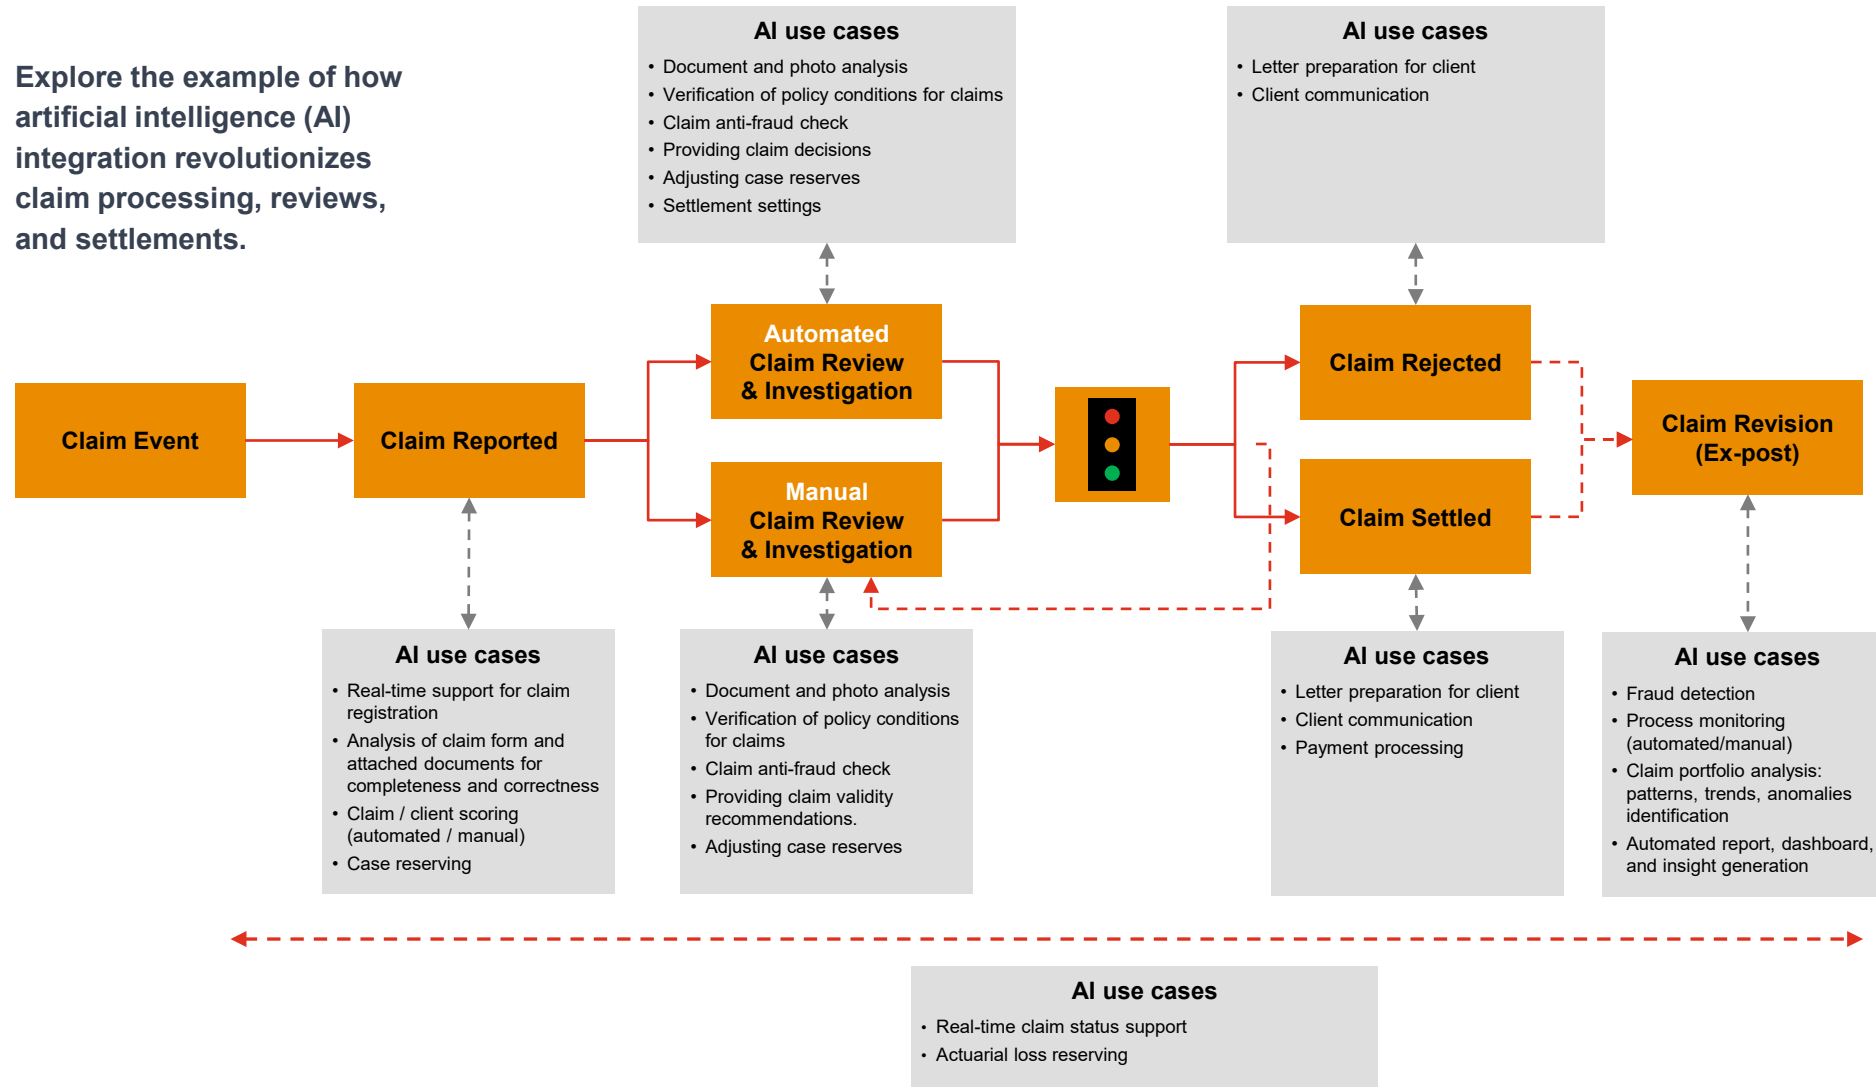 Explore the example of how
artificial intelligence (AI)
integration revolutionizes
claim processing, reviews,
and settlements.
AI use cases
• Document and photo analysis
• Verification of policy conditions for claims
• Claim anti-fraud check
• Providing claim decisions
• Adjusting case reserves
• Settlement settings
AI use cases
• Letter preparation for client
• Client communication
Claim Event
Claim Reported
Automated
Claim Review
& Investigation
Manual
Claim Review
& Investigation
Claim Rejected
Claim Settled
Claim Revision
(Ex-post)
AI use cases
• Real-time support for claim
registration
• Analysis of claim form and
attached documents for
completeness and correctness
• Claim / client scoring
(automated / manual)
• Case reserving
AI use cases
• Document and photo analysis
• Verification of policy conditions
for claims
• Claim anti-fraud check
• Providing claim validity
recommendations.
• Adjusting case reserves
AI use cases
• Letter preparation for client
• Client communication
• Payment processing
AI use cases
• Fraud detection
• Process monitoring
(automated/manual)
• Claim portfolio analysis:
patterns, trends, anomalies
identification
• Automated report, dashboard,
and insight generation
AI use cases
• Real-time claim status support
• Actuarial loss reserving